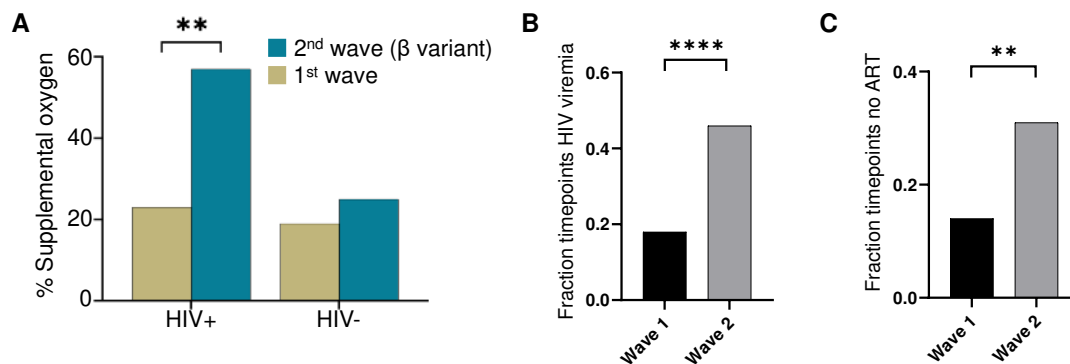 A
**
2nd wave (β variant)
1st wave
60
40
20
0
% Supplemental oxygen
HIV+
HIV-
B
****
0.6
0.4
0.2
0.0
Fraction timepoints HIV viremia
Wave 1
Wave 2
C
**
0.4
0.2
0.0
Fraction timepoints no ART
Wave 1
Wave 2